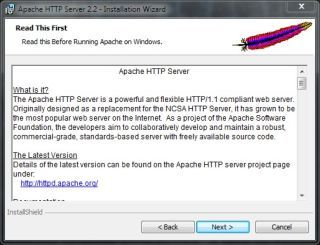 Apache HTTP Server 2.2 - Installation Wizard
Read This First
Read this Before Running Apache on Windows.
Apache HTTP Server
What is it?
The Apache HTTP Server is a powerful and flexible HTTP/1.1 compliant web server.
Originally designed as a replacement for the NCSA HTTP Server, it has grown to be
the most popular web server on the Internet. As a project of the Apache Software
Foundation, the developers aim to collaboratively develop and maintain a robust,
commercial-grade, standards-based server with freely available source code.
The Latest Version
Details of the latest version can be found on the Apache HTTP server project page
under:
http://httpd.apache.org/
Documentation
InstallShield
< Back
Next >
Cancel